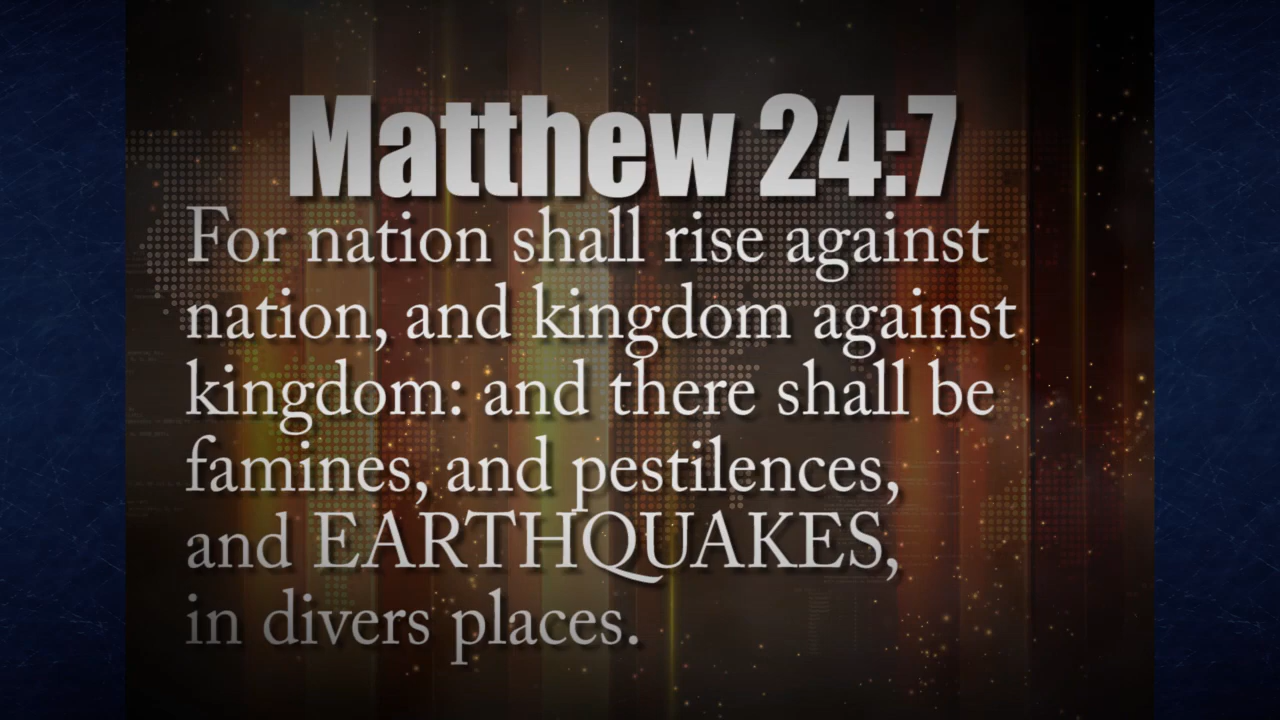 Matthew 24:7
For nation shall rise against
nation, and kingdom against
kingdom: and there shall be
famines, and pestilences,
and EARTHQUAKES,
in divers places.